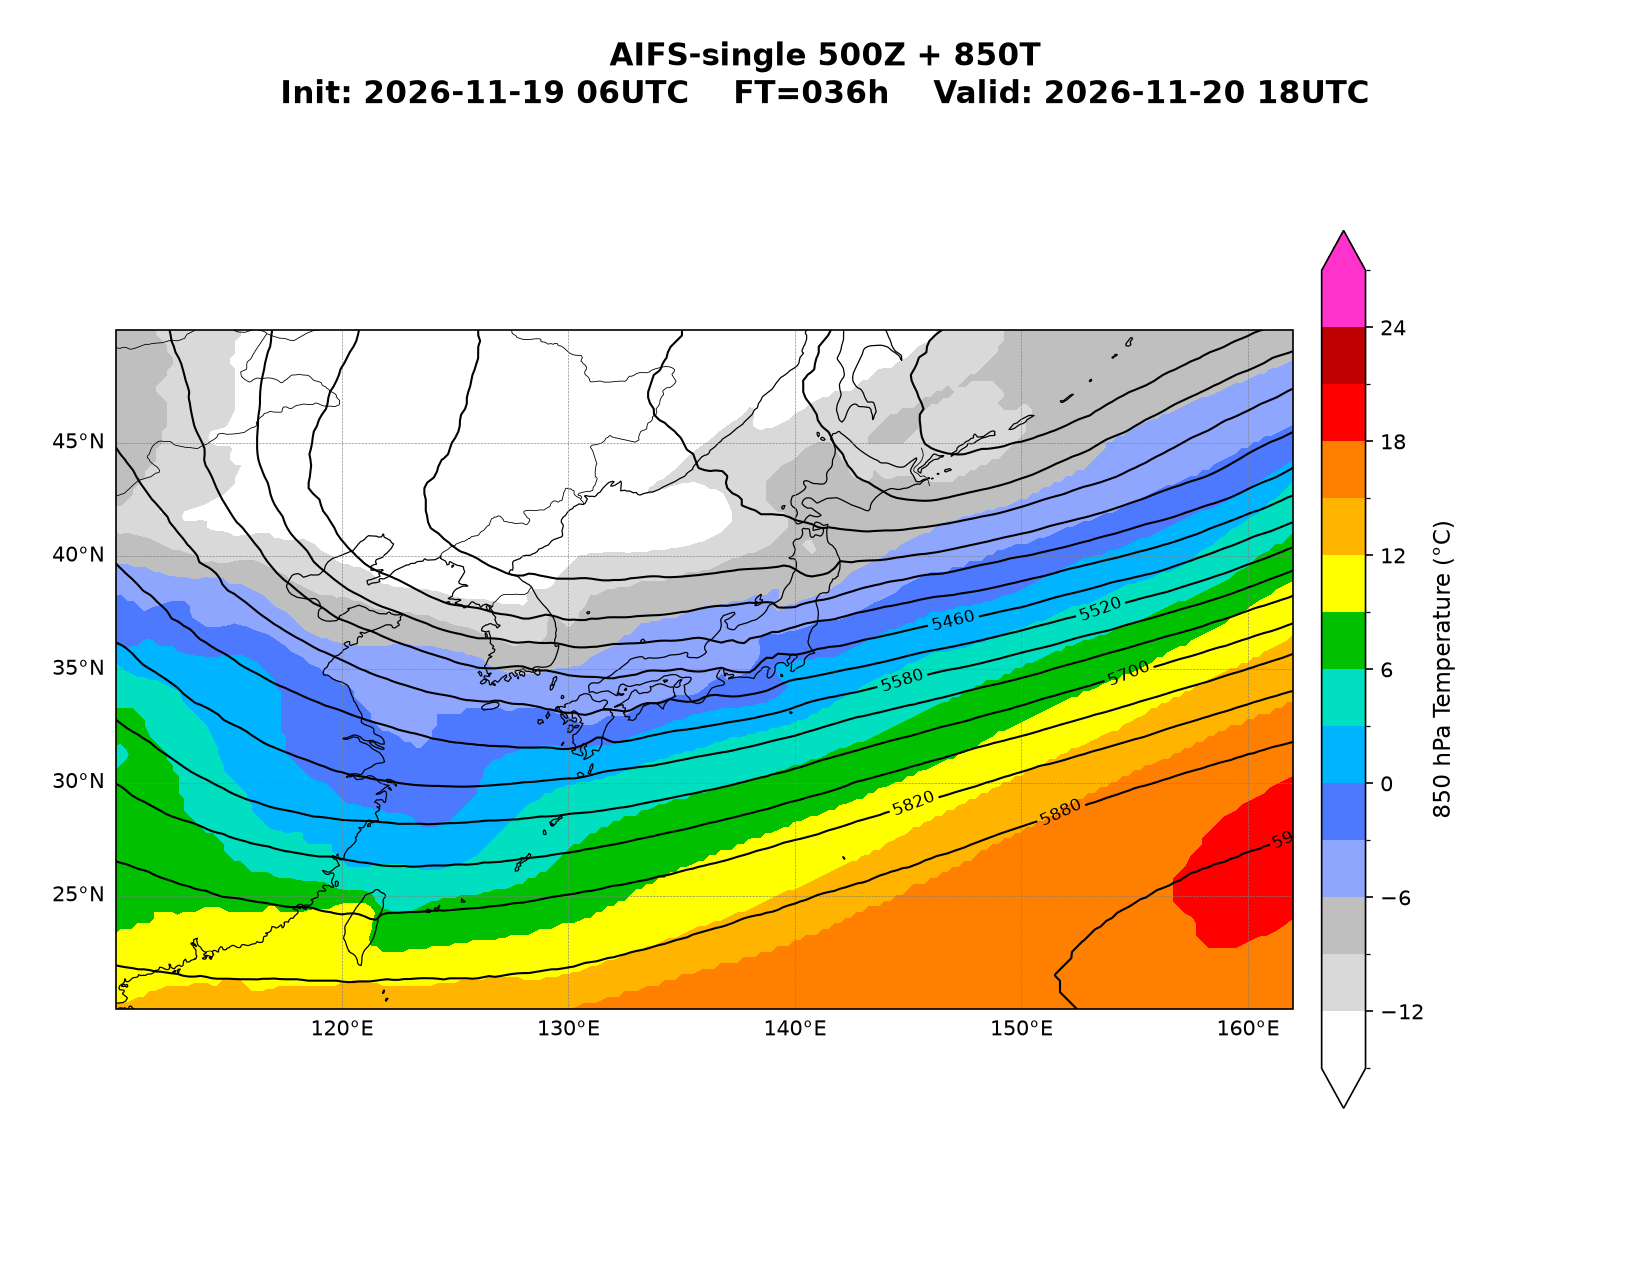 AIFS-single 500Z + 850T
Init: 2026-11-19 06UTC    FT=036h    Valid: 2026-11-20 18UTC
45°N
40°N
35°N
30°N
25°N
120°E
130°E
140°E
150°E
160°E
5460
5520
5580
5700
5820
5880
59
24
18
12
6
0
−6
−12
850 hPa Temperature (°C)